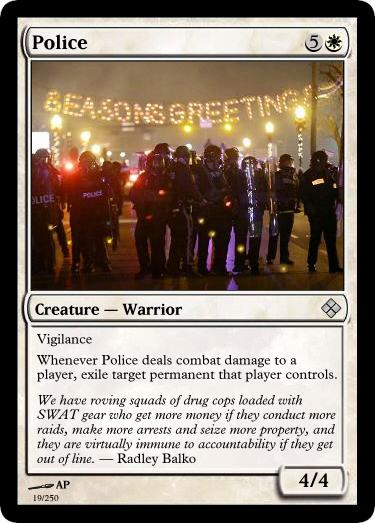 Police 5
SEASONS GREETINGS
POLICE
POLICE
Creature — Warrior
Vigilance
Whenever Police deals combat damage to a
player, exile target permanent that player controls.
We have roving squads of drug cops loaded with
SWAT gear who get more money if they conduct more
raids, make more arrests and seize more property, and
they are virtually immune to accountability if they get
out of line. — Radley Balko
4/4
AP
19/250